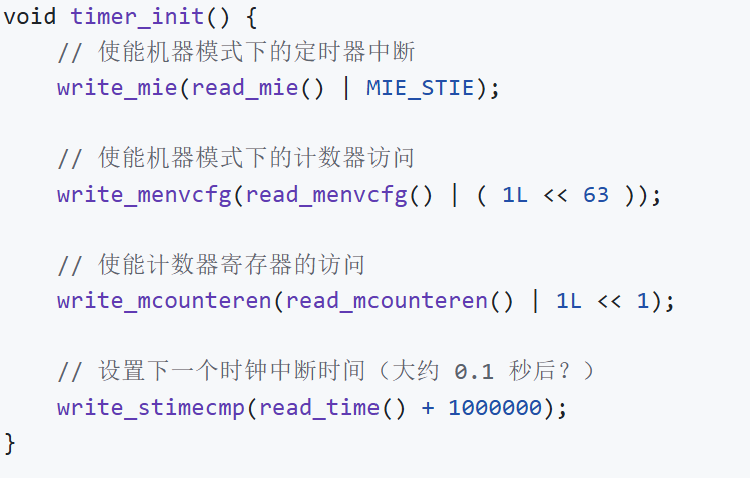 void timer_init() {
    // 使能机器模式下的定时器中断
    write_mie(read_mie() | MIE_STIE);

    // 使能机器模式下的计数器访问
    write_menvcfg(read_menvcfg() | ( 1L << 63 ));

    // 使能计数器寄存器的访问
    write_mcounteren(read_mcounteren() | 1L << 1);

    // 设置下一个时钟中断时间（大约 0.1 秒后？）
    write_stimecmp(read_time() + 1000000);
}